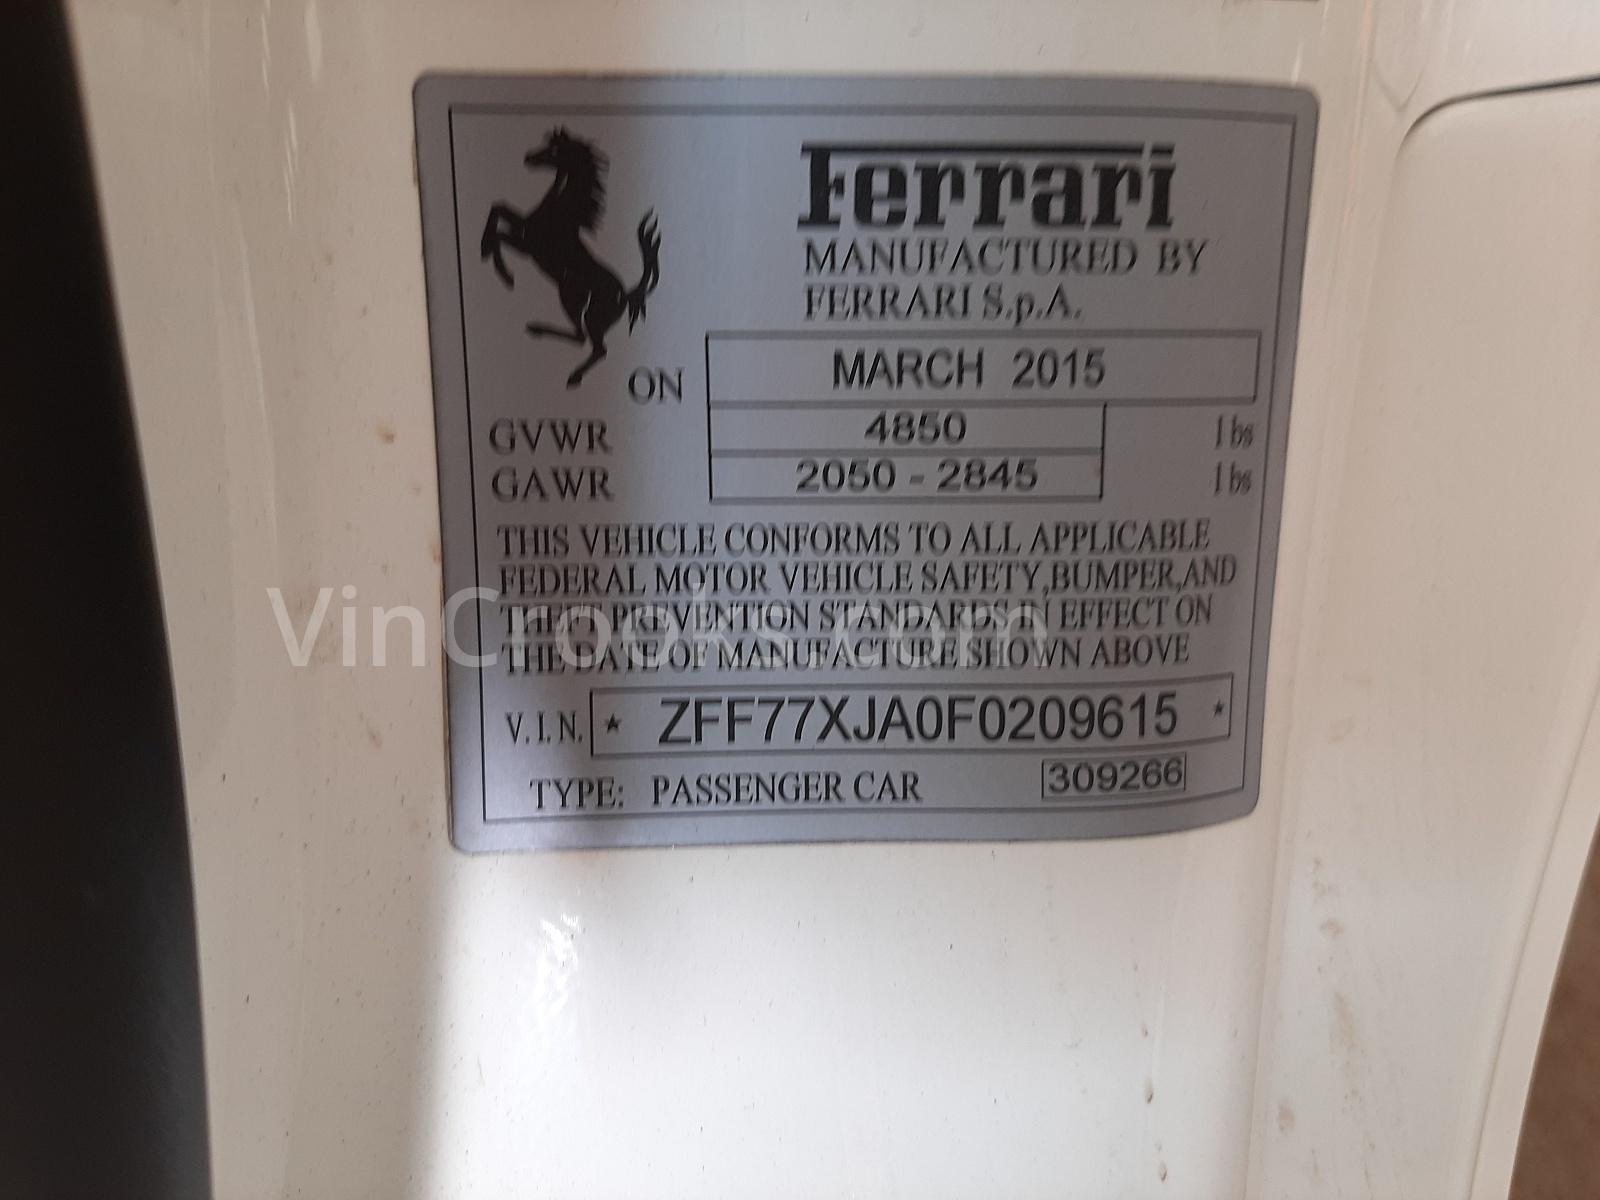 Ferrari
MANUFACTURED BY
FERRARI S.p.A.
ON MARCH 2015
GVWR 4850 lbs
GAWR 2050 - 2845 lbs
THIS VEHICLE CONFORMS TO ALL APPLICABLE
FEDERAL MOTOR VEHICLE SAFETY,BUMPER,AND
THEFT PREVENTION STANDARDS IN EFFECT ON
THE DATE OF MANUFACTURE SHOWN ABOVE
VinCrooks.com
V.I.N. * ZFF77XJA0F0209615 *
TYPE: PASSENGER CAR 309266